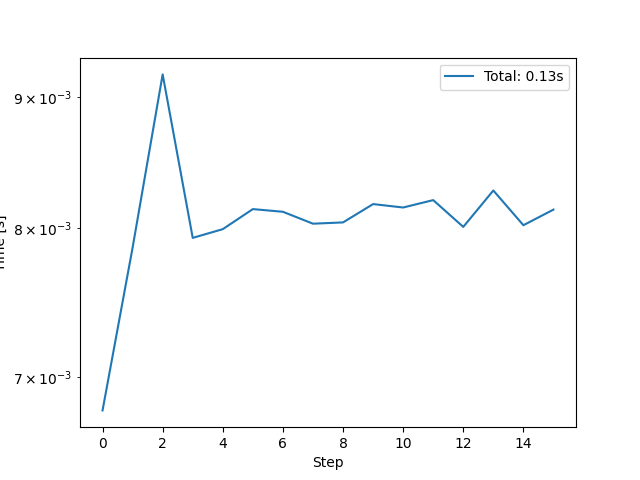 Total: 0.13s
9 × 10⁻³
8 × 10⁻³
7 × 10⁻³
[s]
0 2 4 6 8 10 12 14
Step